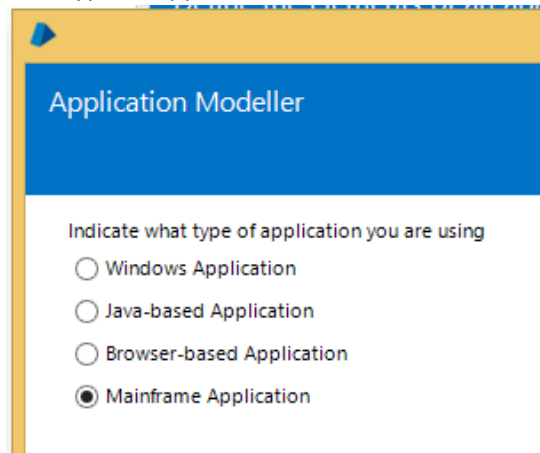 Application Modeller
Indicate what type of application you are using
Windows Application
Java-based Application
Browser-based Application
Mainframe Application